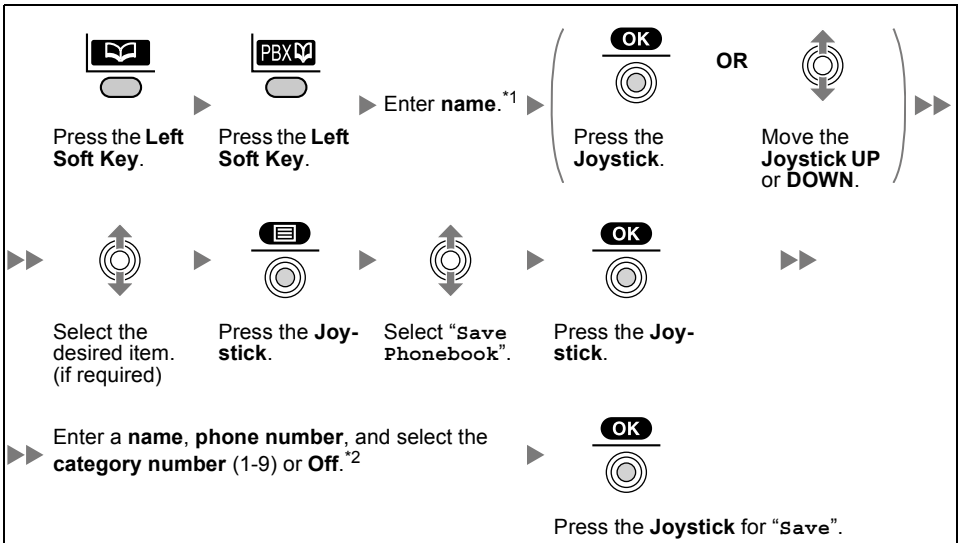 OK OR
PBX
Enter name.*1
Press the Left
Soft Key.
Press the Left
Soft Key.
Press the
Joystick.
Move the
Joystick UP
or DOWN.
OK
Select the
desired item.
(if required)
Press the Joy-
stick.
Select “Save
Phonebook”.
Press the Joy-
stick.
Enter a name, phone number, and select the
category number (1-9) or Off.*2
OK
Press the Joystick for “Save”.